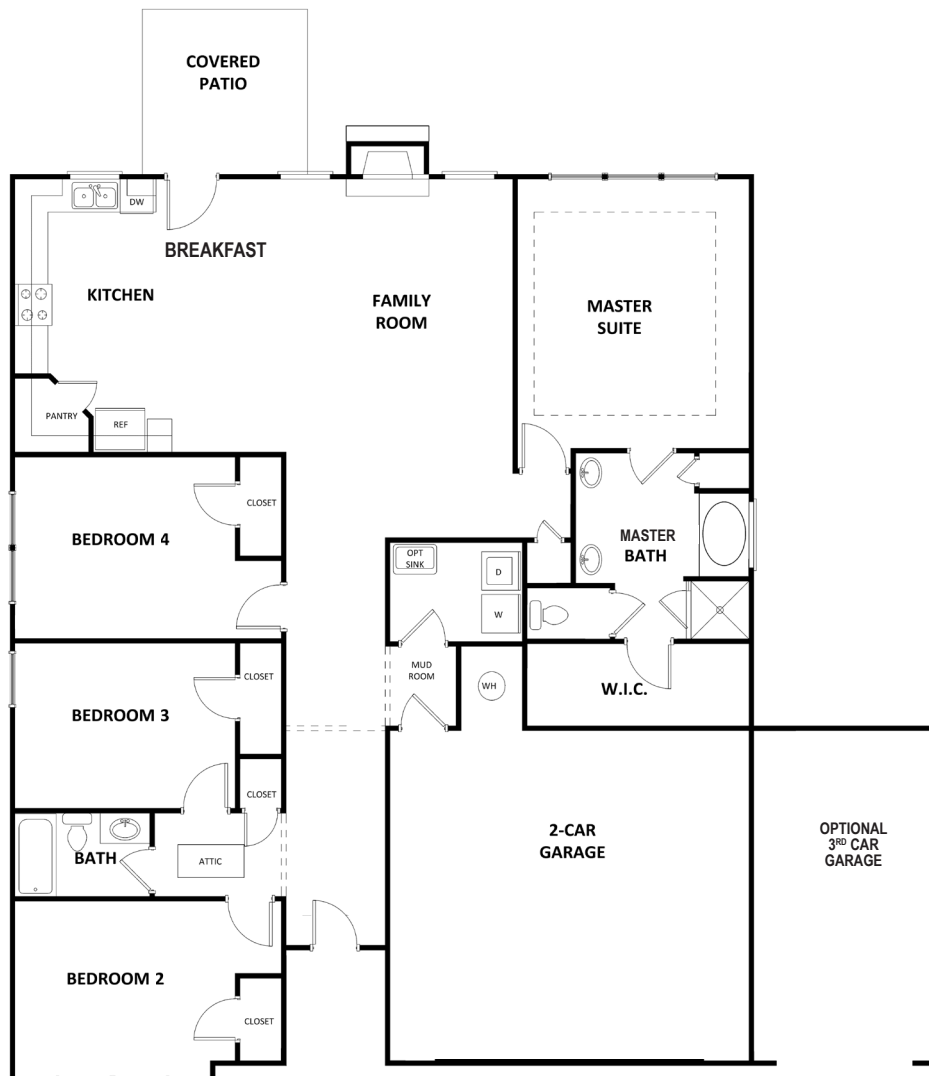 COVERED
PATIO
DW
BREAKFAST
KITCHEN
FAMILY
ROOM
MASTER
SUITE
PANTRY
REF
CLOSET
BEDROOM 4
OPT
SINK
D
W
MASTER
BATH
MUD
ROOM
WH
W.I.C.
CLOSET
BEDROOM 3
CLOSET
BATH
ATTIC
2-CAR
GARAGE
OPTIONAL
3RD CAR
GARAGE
BEDROOM 2
CLOSET